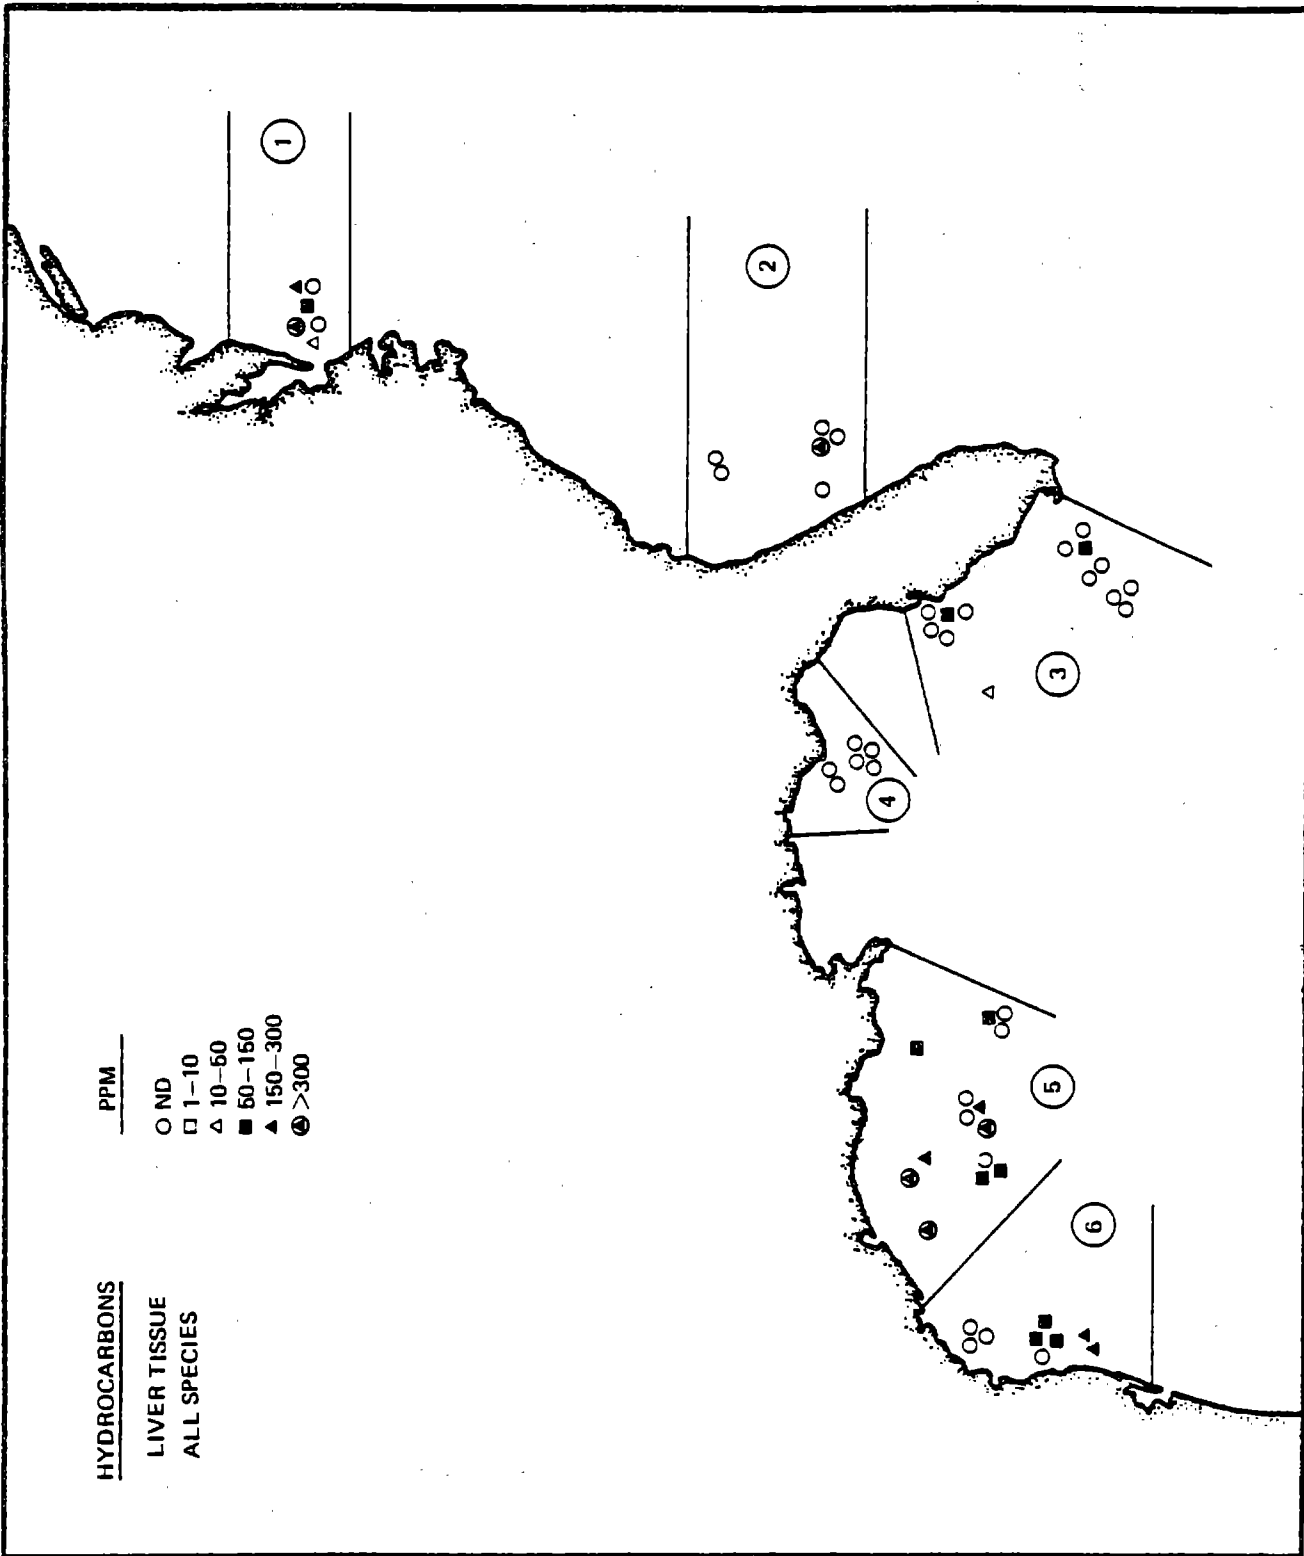 HYDROCARBONS
LIVER TISSUE
ALL SPECIES
PPM
ND
1–10
10–50
50–150
150–300
>300
1
2
3
4
5
6